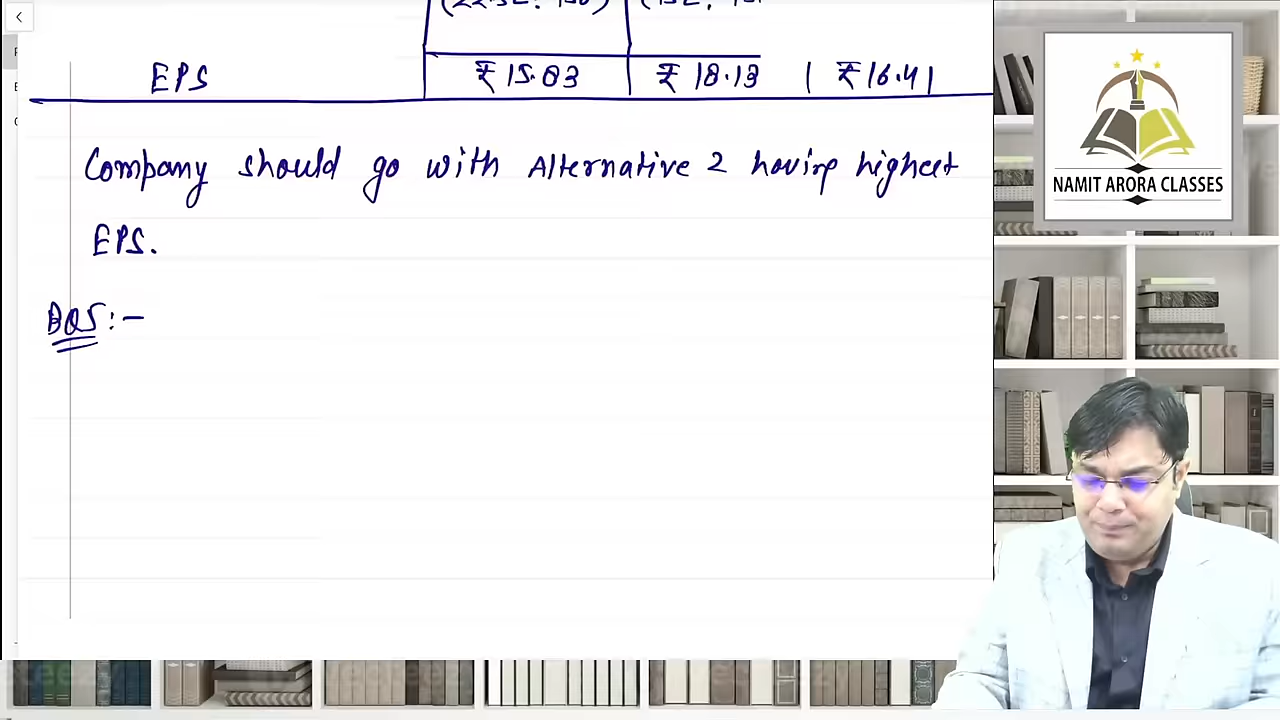 EPS ₹ 15.03 ₹ 18.13 ₹ 16.41
Company should go with Alternative 2 having highest
EPS.
:-
NAMIT ARORA CLASSES